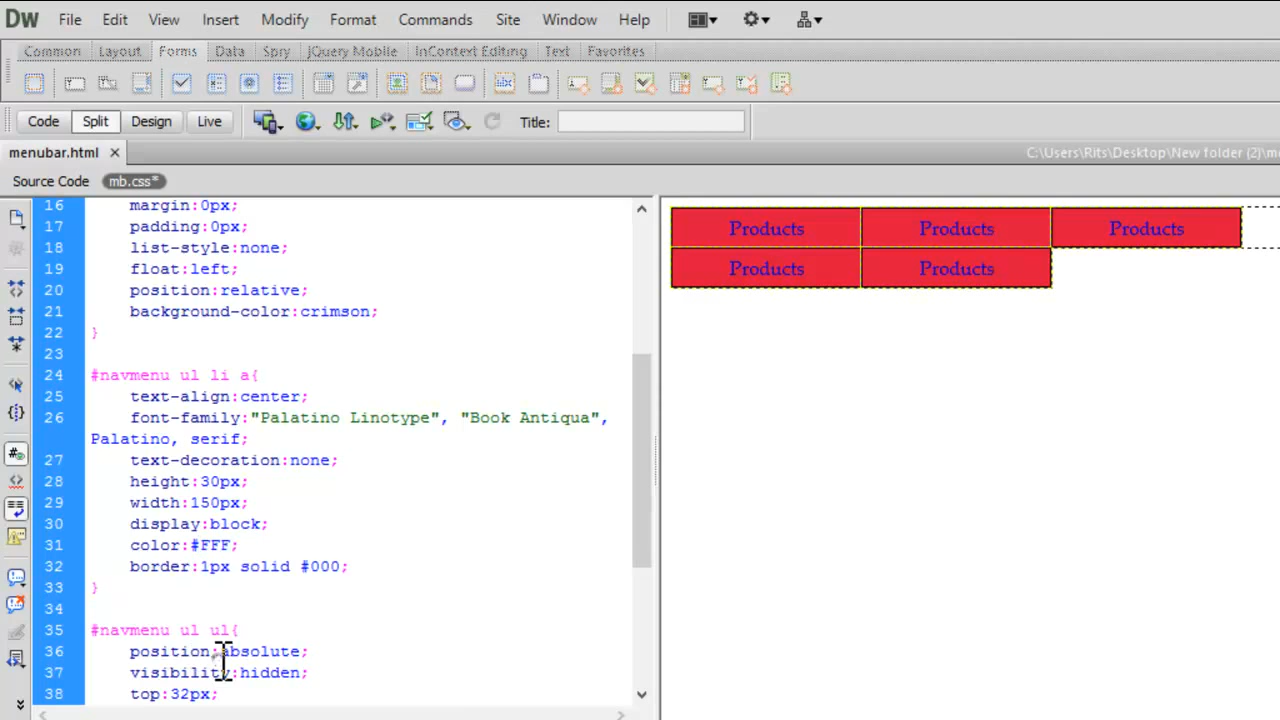 Dw File Edit View Insert Modify Format Commands Site Window Help
Common Layout Forms Data Spry jQuery Mobile InContext Editing Text Favorites
Code Split Design Live Title:
menubar.html C:\Users\Rits\Desktop\New folder (2)\m
Source Code mb.css*
16 margin:0px;
17 padding:0px;
18 list-style:none;
19 float:left;
20 position:relative;
21 background-color:crimson;
22 }
23
24 #navmenu ul li a{
25 text-align:center;
26 font-family:"Palatino Linotype", "Book Antiqua",
Palatino, serif;
27 text-decoration:none;
28 height:30px;
29 width:150px;
30 display:block;
31 color:#FFF;
32 border:1px solid #000;
33 }
34
35 #navmenu ul ul{
36 position:absolute;
37 visibility:hidden;
38 top:32px;
Products Products Products
Products Products